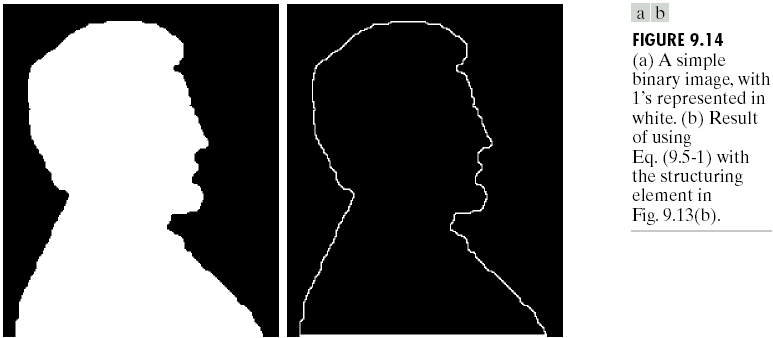 a b
FIGURE 9.14
(a) A simple
binary image, with
1's represented in
white. (b) Result
of using
Eq. (9.5-1) with
the structuring
element in
Fig. 9.13(b).